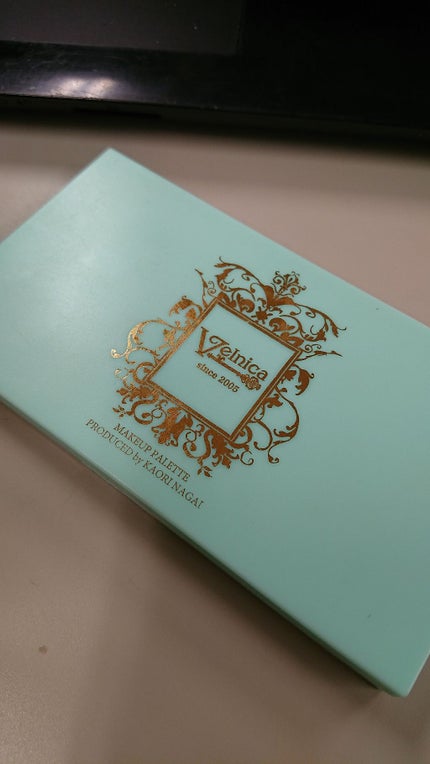 Velnica
since 2005
MAKEUP PALETTE
PRODUCED by KAORI NAGAI